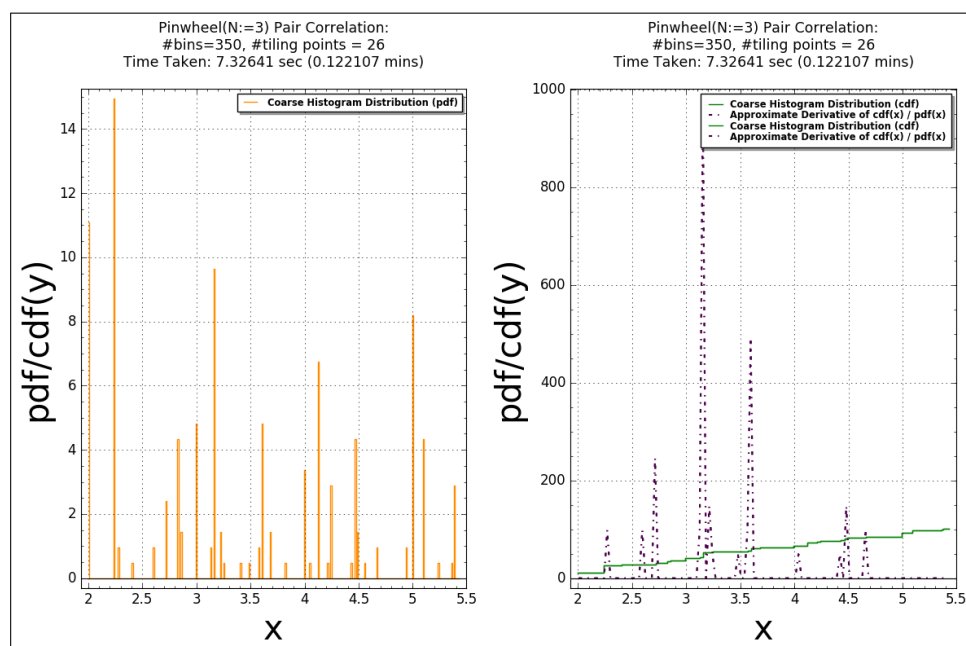 Pinwheel(N:=3) Pair Correlation:
#bins=350, #tiling points = 26
Time Taken: 7.32641 sec (0.122107 mins)
Coarse Histogram Distribution (pdf)
pdf/cdf(y)
14
12
10
8
6
4
2
0
2
2.5
3
3.5
4
4.5
5
5.5
x
Pinwheel(N:=3) Pair Correlation:
#bins=350, #tiling points = 26
Time Taken: 7.32641 sec (0.122107 mins)
Coarse Histogram Distribution (cdf)
Approximate Derivative of cdf(x) / pdf(x)
Coarse Histogram Distribution (cdf)
Approximate Derivative of cdf(x) / pdf(x)
pdf/cdf(y)
1000
800
600
400
200
0
2
2.5
3
3.5
4
4.5
5
5.5
x